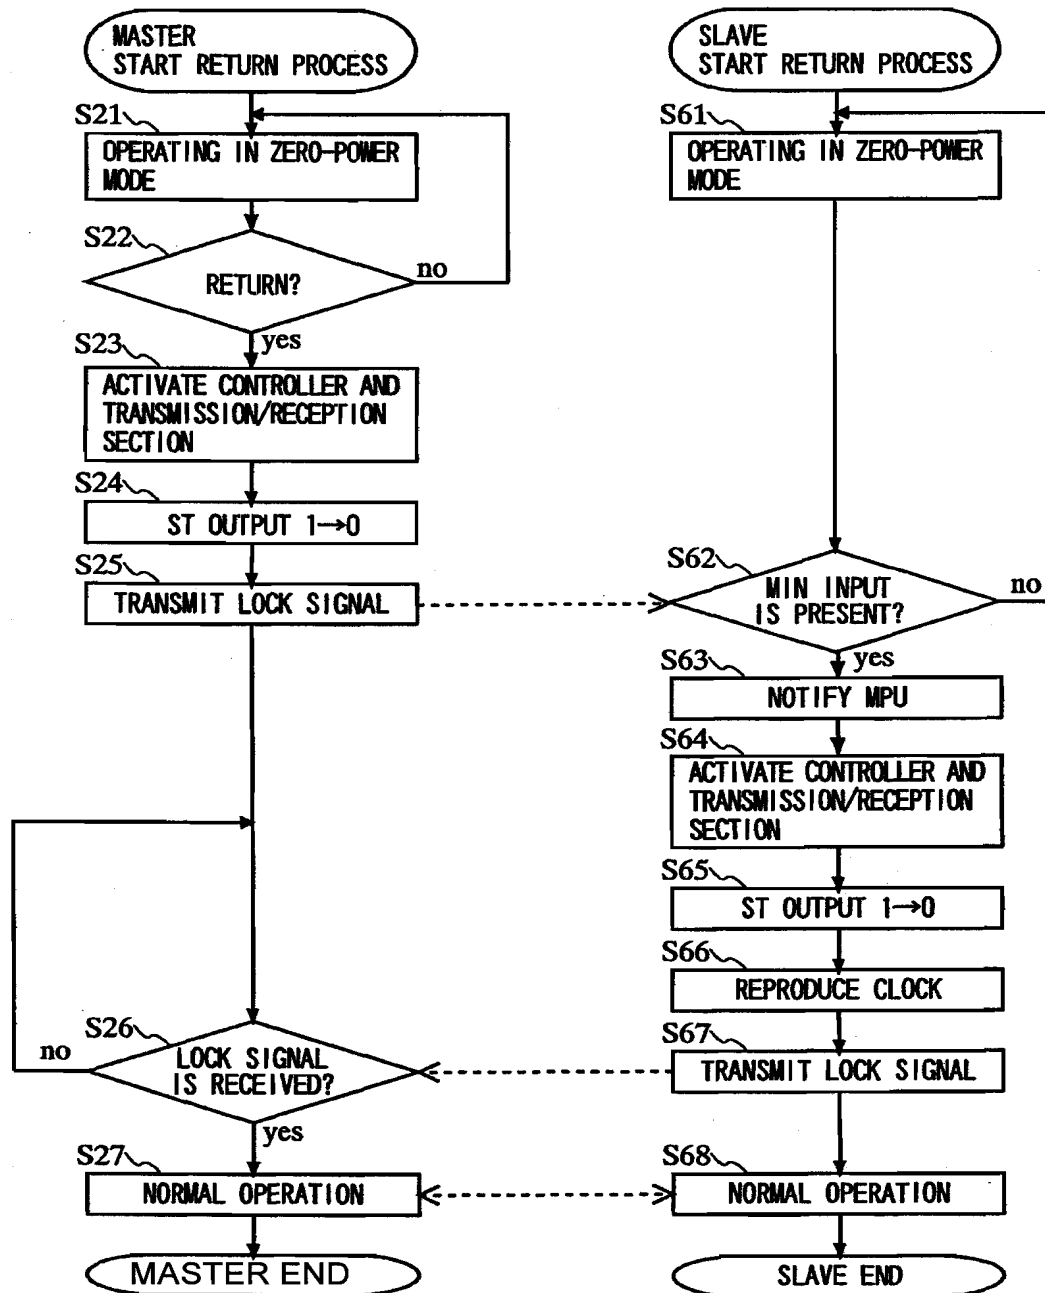 MASTER
START RETURN PROCESS
S21
OPERATING IN ZERO-POWER
MODE
S22
RETURN?
no
yes
S23
ACTIVATE CONTROLLER AND
TRANSMISSION/RECEPTION
SECTION
S24
ST OUTPUT 1→0
S25
TRANSMIT LOCK SIGNAL
S26
no
LOCK SIGNAL
IS RECEIVED?
yes
S27
NORMAL OPERATION
MASTER END
SLAVE
START RETURN PROCESS
S61
OPERATING IN ZERO-POWER
MODE
S62
MIN INPUT
IS PRESENT?
no
yes
S63
NOTIFY MPU
S64
ACTIVATE CONTROLLER AND
TRANSMISSION/RECEPTION
SECTION
S65
ST OUTPUT 1→0
S66
REPRODUCE CLOCK
S67
TRANSMIT LOCK SIGNAL
S68
NORMAL OPERATION
SLAVE END